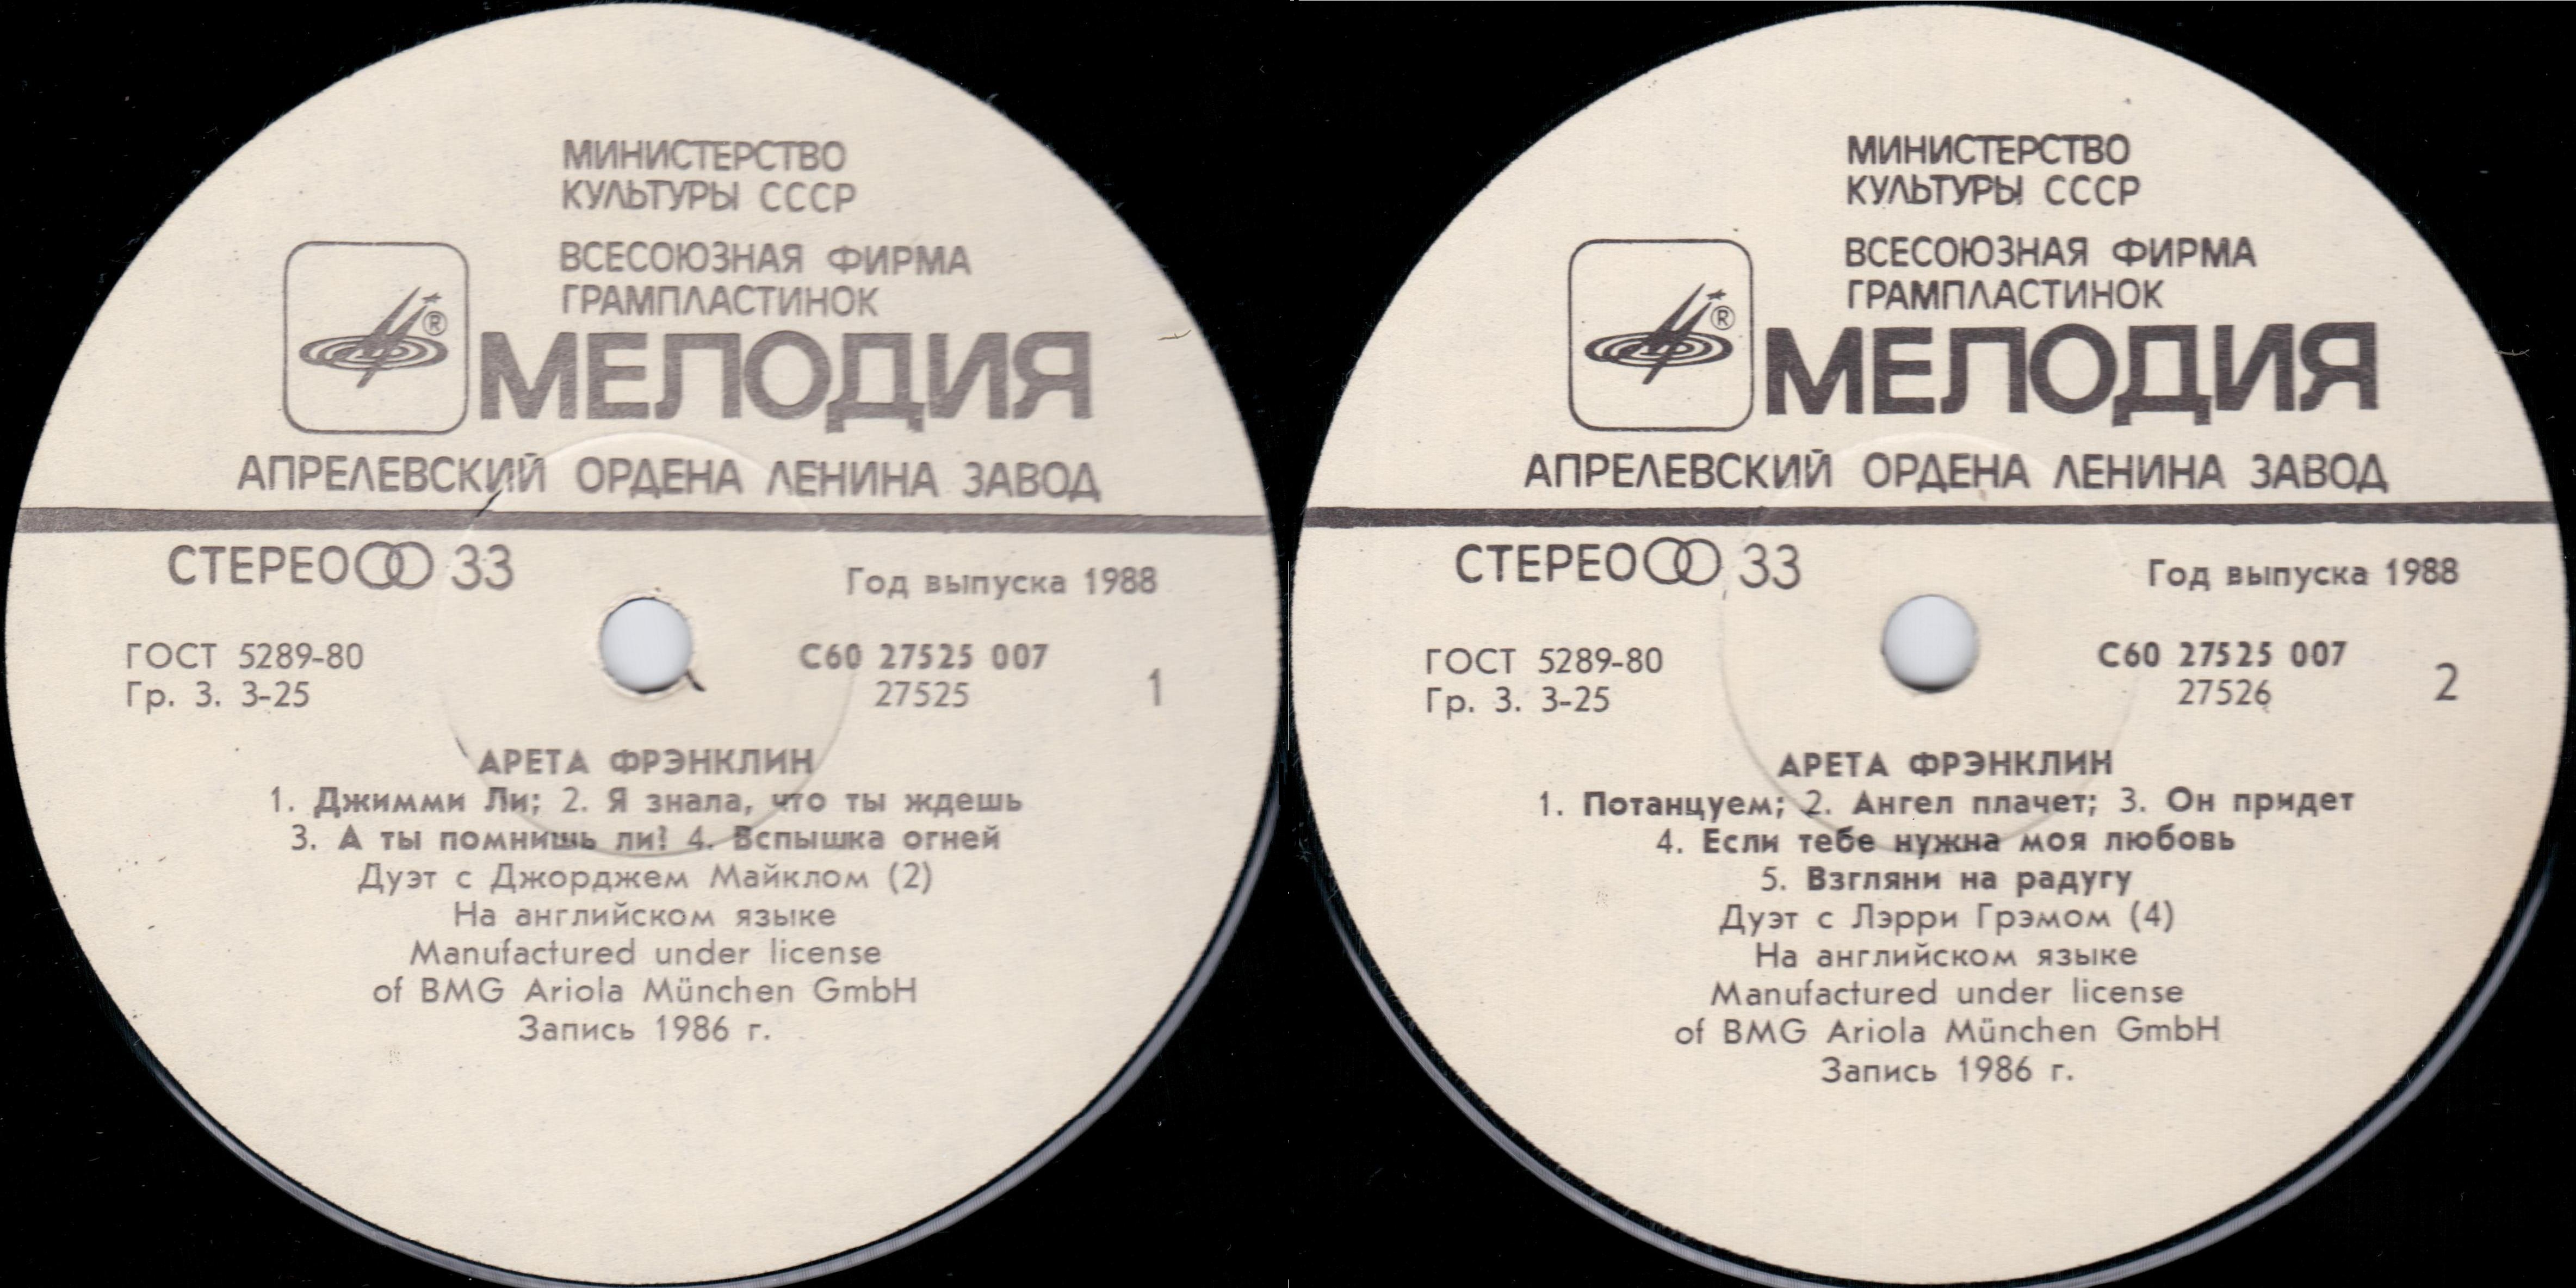 МИНИСТЕРСТВО
КУЛЬТУРЫ СССР
ВСЕСОЮЗНАЯ ФИРМА
ГРАМПЛАСТИНОК
®
МЕЛОДИЯ
АПРЕЛЕВСКИЙ ОРДЕНА ЛЕНИНА ЗАВОД
СТЕРЕО 33
Год выпуска 1988
ГОСТ 5289-80
Гр. 3. 3-25
С60 27525 007
27525
1
АРЕТА ФРЭНКЛИН
1. Джимми Ли; 2. Я знала, что ты ждешь
3. А ты помнишь ли? 4. Вспышка огней
Дуэт с Джорджем Майклом (2)
На английском языке
Manufactured under license
of BMG Ariola München GmbH
Запись 1986 г.
МИНИСТЕРСТВО
КУЛЬТУРЫ СССР
ВСЕСОЮЗНАЯ ФИРМА
ГРАМПЛАСТИНОК
®
МЕЛОДИЯ
АПРЕЛЕВСКИЙ ОРДЕНА ЛЕНИНА ЗАВОД
СТЕРЕО 33
Год выпуска 1988
ГОСТ 5289-80
Гр. 3. 3-25
С60 27525 007
27526
2
АРЕТА ФРЭНКЛИН
1. Потанцуем; 2. Ангел плачет; 3. Он придет
4. Если тебе нужна моя любовь
5. Взгляни на радугу
Дуэт с Лэрри Грэмом (4)
На английском языке
Manufactured under license
of BMG Ariola München GmbH
Запись 1986 г.